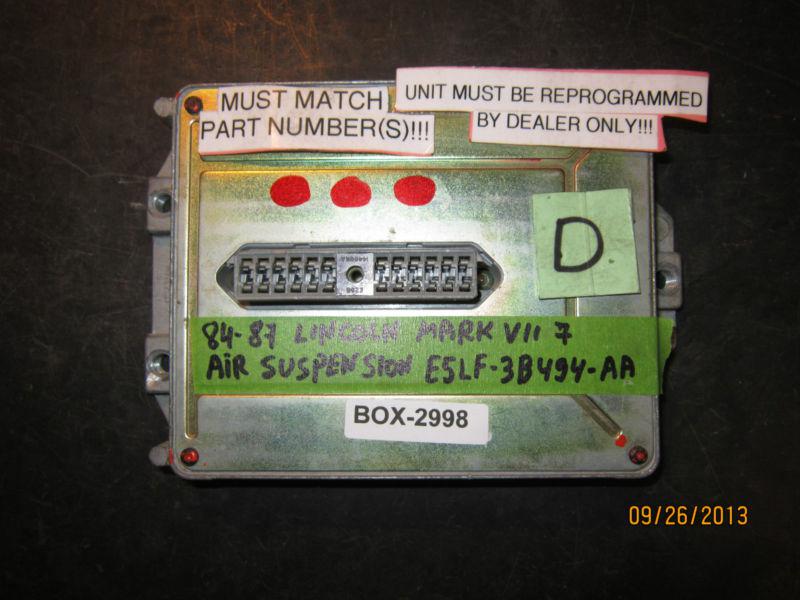 MUST MATCH
PART NUMBER(S)!!!
UNIT MUST BE REPROGRAMMED
BY DEALER ONLY!!!
D
84-87 LINCOLN MARK VII 7
AiR SUSPENSION E5LF-3B494-AA
BOX-2998
09/26/2013